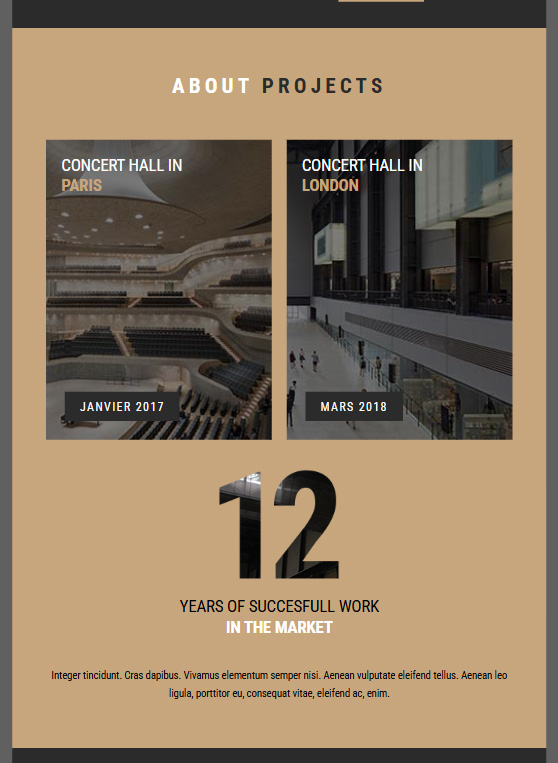 ABOUT PROJECTS
CONCERT HALL IN
PARIS
JANVIER 2017
CONCERT HALL IN
LONDON
MARS 2018
12
YEARS OF SUCCESFULL WORK
IN THE MARKET
Integer tincidunt. Cras dapibus. Vivamus elementum semper nisi. Aenean vulputate eleifend tellus. Aenean leo
ligula, porttitor eu, consequat vitae, eleifend ac, enim.